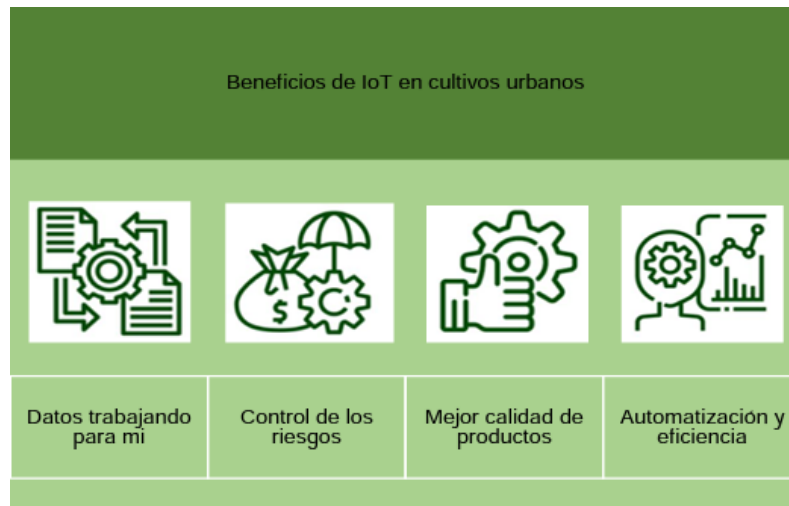 Beneficios de IoT en cultivos urbanos
$
Datos trabajando
para mi
Control de los
riesgos
Mejor calidad de
productos
Automatización y
eficiencia